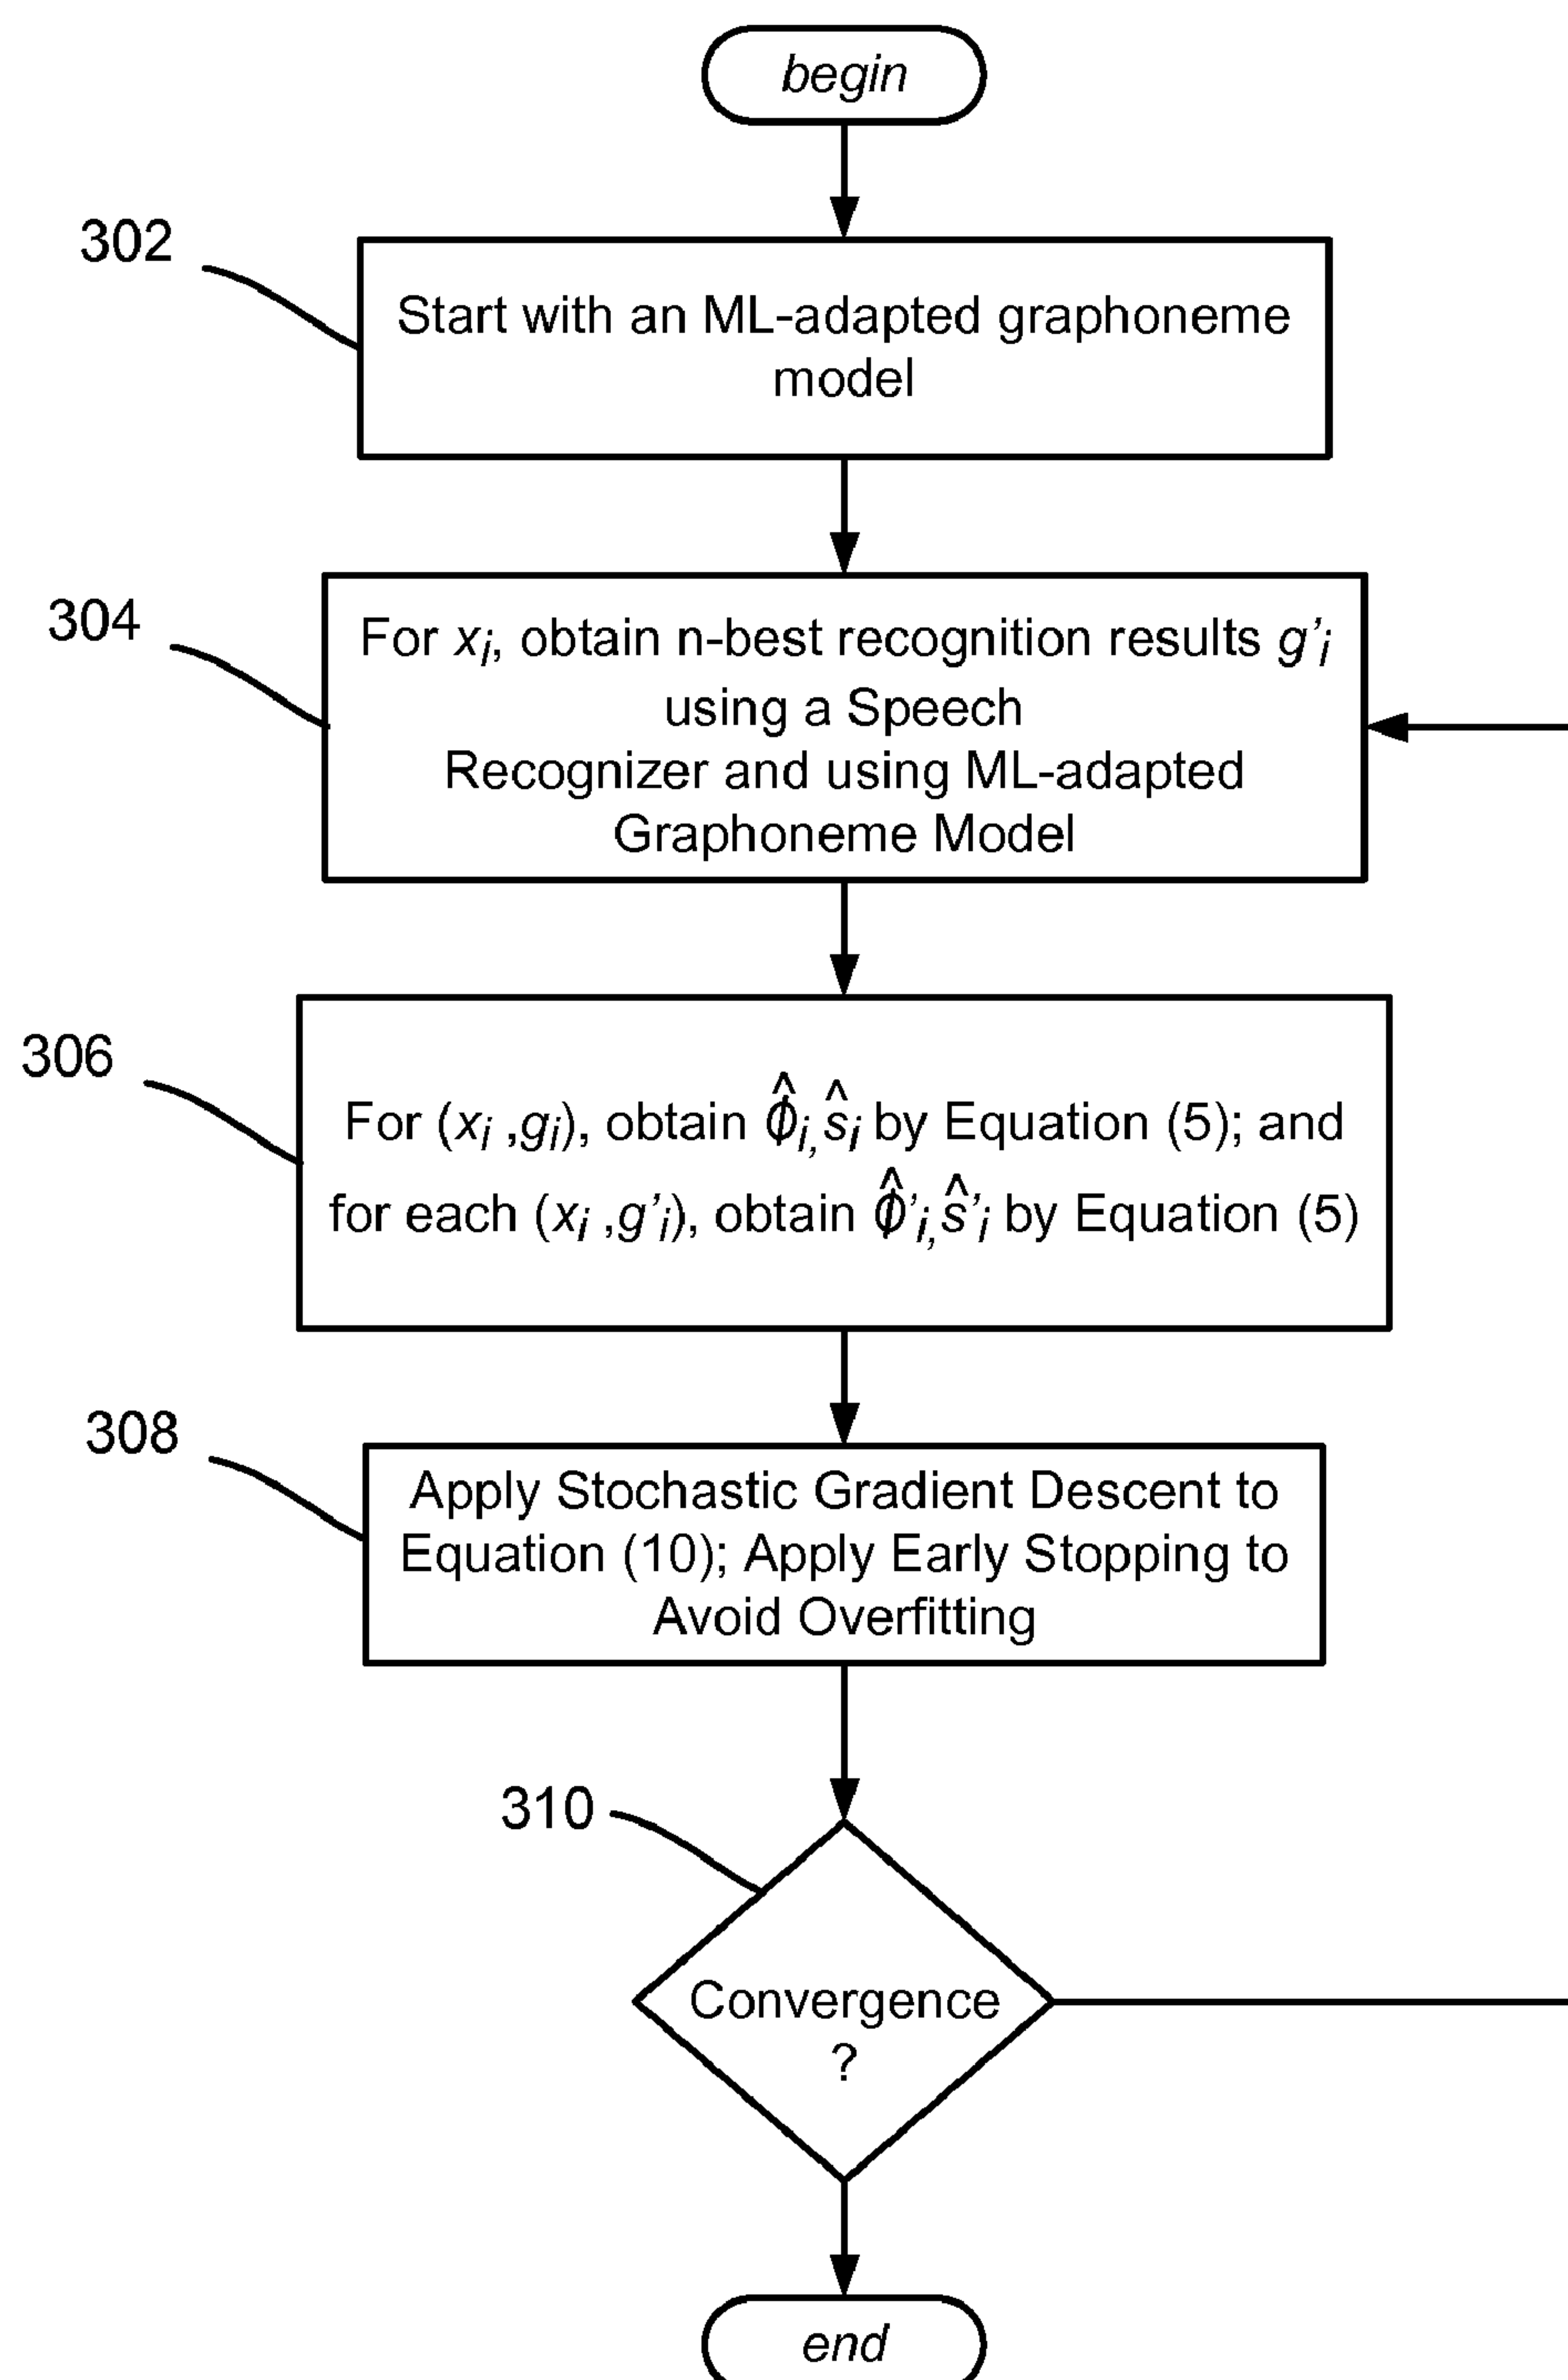 begin
302
Start with an ML-adapted graphoneme
model
304
For xᵢ, obtain n-best recognition results g'ᵢ
using a Speech
Recognizer and using ML-adapted
Graphoneme Model
306
For (xᵢ ,gᵢ), obtain ϕ̂ᵢ, ŝᵢ by Equation (5); and
for each (xᵢ ,g'ᵢ), obtain ϕ̂'ᵢ, ŝ'ᵢ by Equation (5)
308
Apply Stochastic Gradient Descent to
Equation (10); Apply Early Stopping to
Avoid Overfitting
310
Convergence
?
end